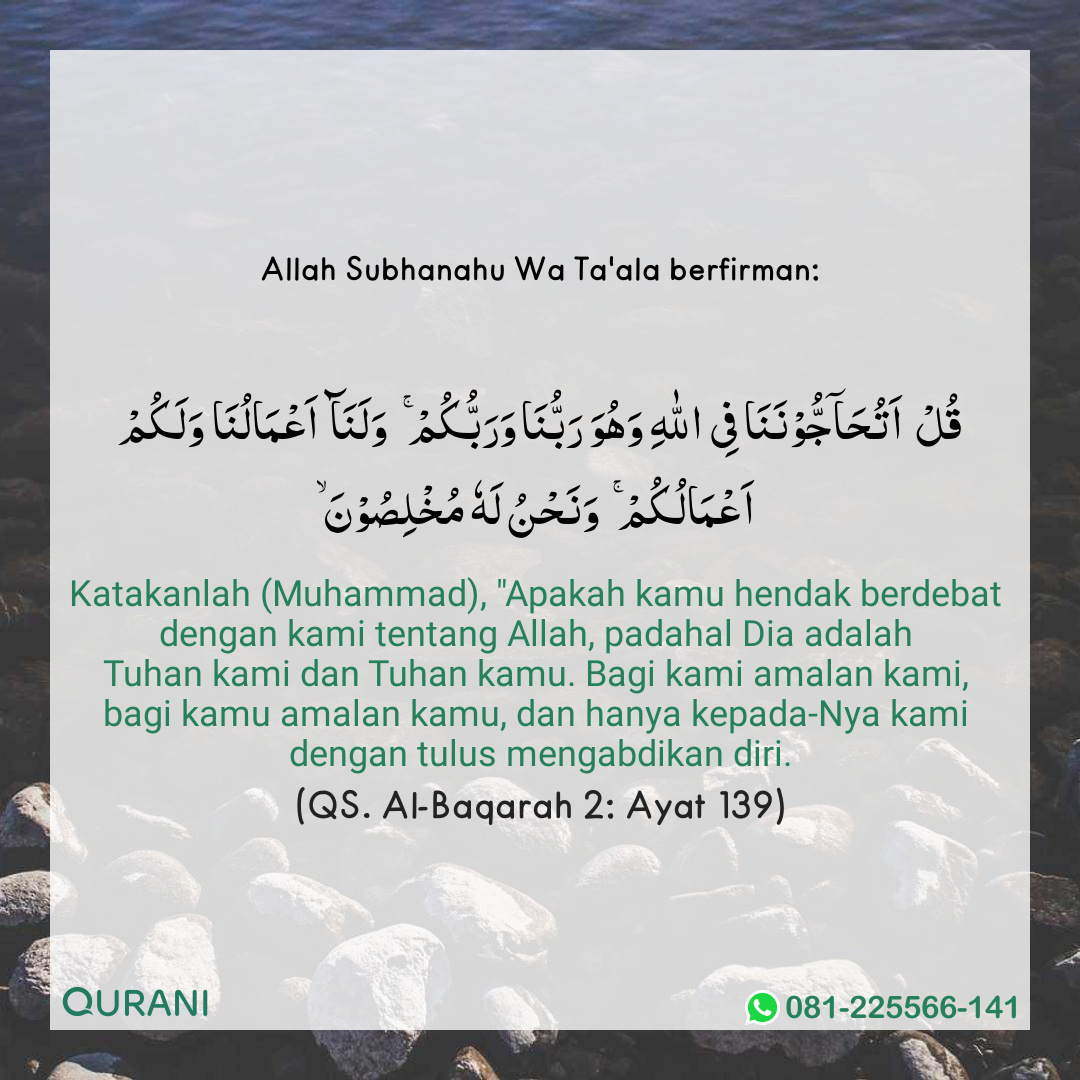 Allah Subhanahu Wa Ta'ala berfirman:
قُلْ اَتُحَآجُّوْنَنَا فِى اللّٰهِ وَهُوَ رَبُّنَا وَرَبُّكُمْ ۚ وَلَنَآ اَعْمَالُنَا وَلَـكُمْ
اَعْمَالُـكُمْ ۚ وَنَحْنُ لَهٗ مُخْلِصُوْنَ ۙ
Katakanlah (Muhammad), "Apakah kamu hendak berdebat
dengan kami tentang Allah, padahal Dia adalah
Tuhan kami dan Tuhan kamu. Bagi kami amalan kami,
bagi kamu amalan kamu, dan hanya kepada-Nya kami
dengan tulus mengabdikan diri.
(QS. Al-Baqarah 2: Ayat 139)
QURANI
081-225566-141